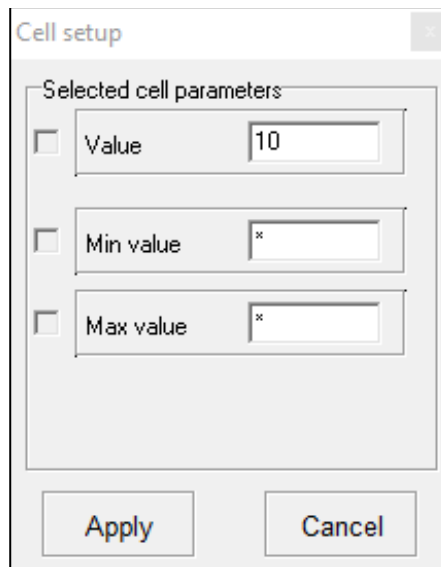 Cell setup
x
Selected cell parameters
Value 10
Min value *
Max value *
Apply Cancel